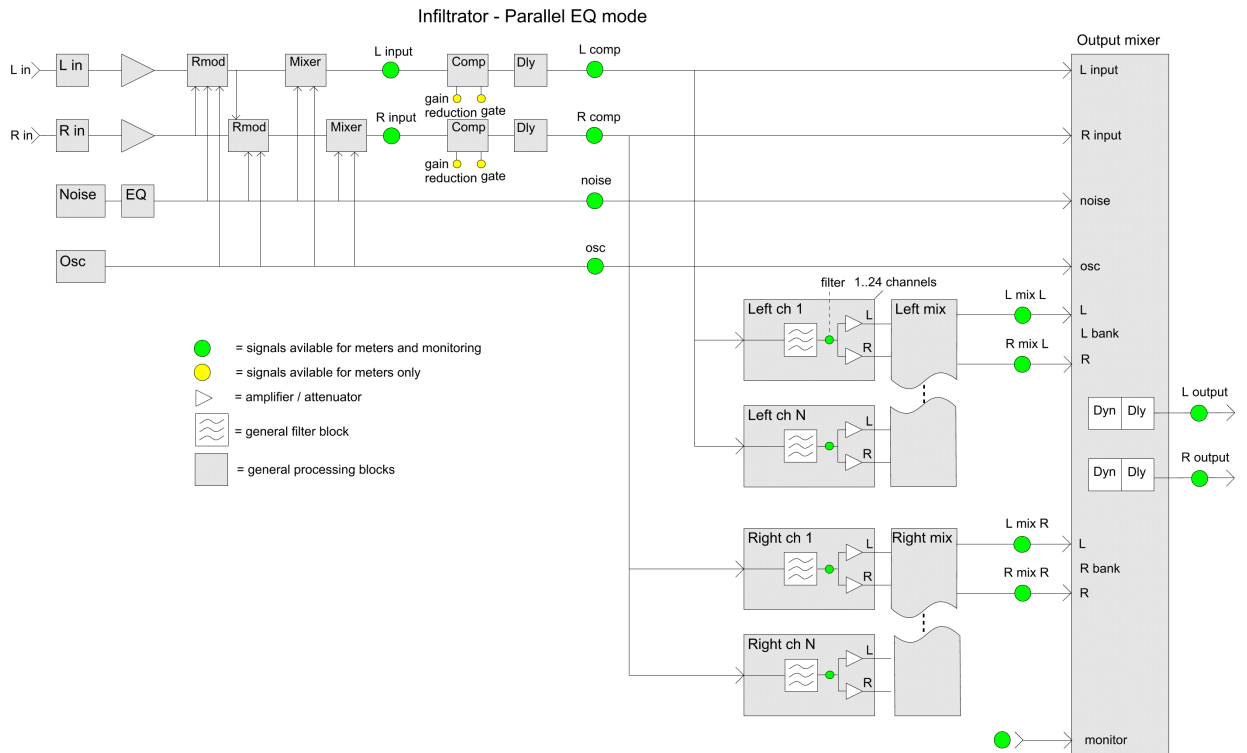 Infiltrator - Parallel EQ mode
Output mixer
L in
L in
Rmod
Mixer
L input
Comp
Dly
L comp
L input
gain
reduction
gate
R in
R in
Rmod
Mixer
R input
Comp
Dly
R comp
R input
gain
reduction
gate
Noise
EQ
noise
noise
Osc
osc
osc
filter
1..24 channels
Left ch 1
L
R
Left mix
L mix L
L
L bank
R mix L
R
= signals avilable for meters and monitoring
= signals avilable for meters only
= amplifier / attenuator
= general filter block
= general processing blocks
Left ch N
L
R
Dyn
Dly
L output
Dyn
Dly
R output
Right ch 1
L
R
Right mix
L mix R
L
R bank
R mix R
R
Right ch N
L
R
monitor